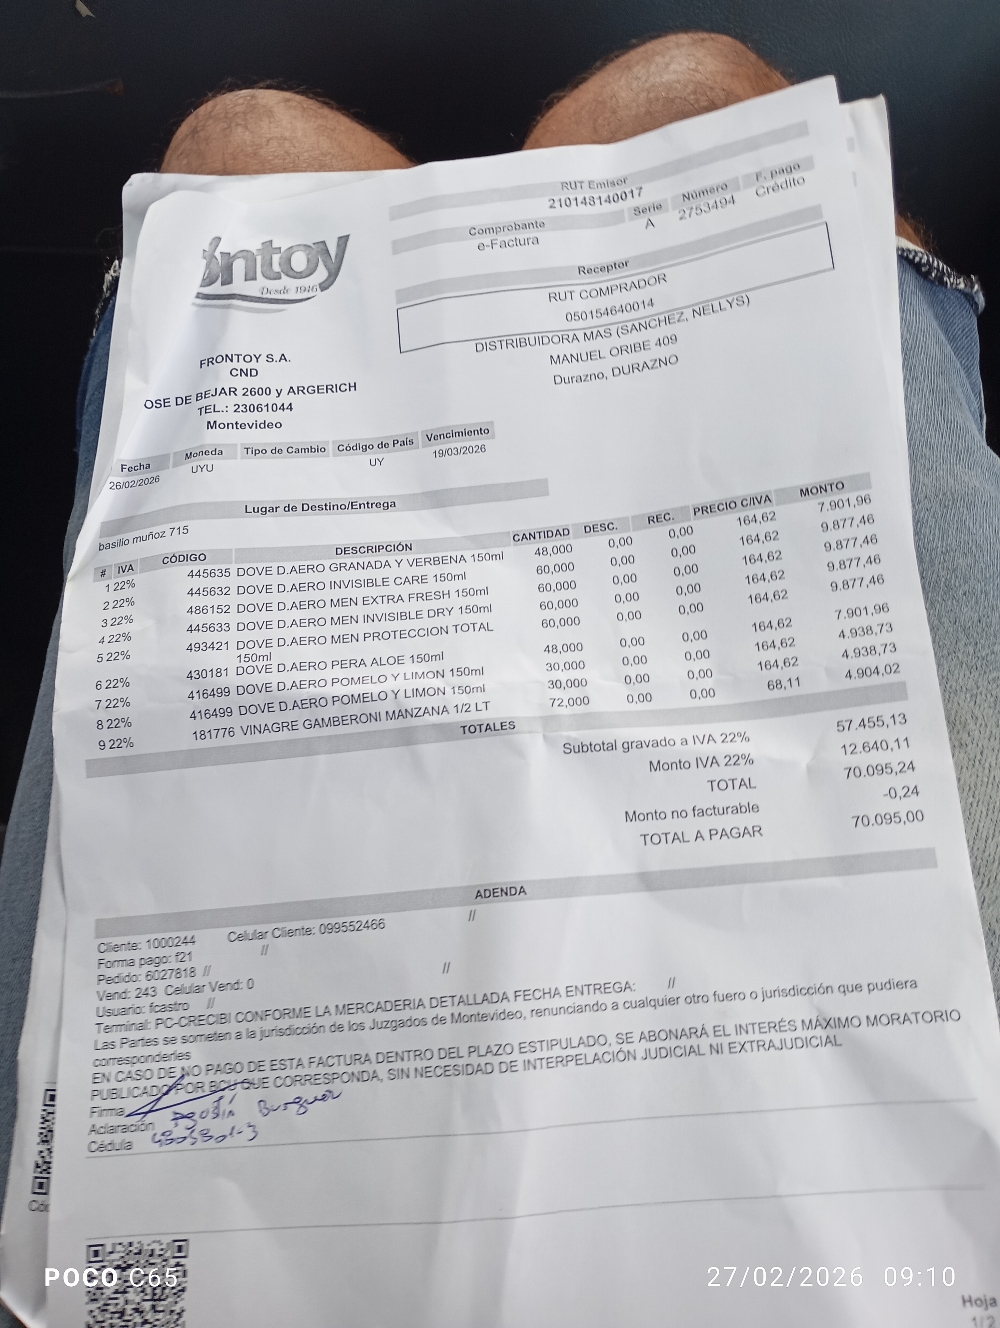 RUT Emisor
210148140017
Comprobante Serie Número F. pago
e-Factura A 2753494 Crédito
ntoy
Desde 1946
Receptor
RUT COMPRADOR
050154640014
DISTRIBUIDORA MAS (SANCHEZ, NELLYS)
MANUEL ORIBE 409
Durazno, DURAZNO
FRONTOY S.A.
CND
OSE DE BEJAR 2600 y ARGERICH
TEL.: 23061044
Montevideo
Fecha Moneda Tipo de Cambio Código de País Vencimiento
26/02/2026 UYU UY 19/03/2026
Lugar de Destino/Entrega
basilio muñoz 715
# IVA CÓDIGO DESCRIPCIÓN CANTIDAD DESC. REC. PRECIO C/IVA MONTO
1 22% 445635 DOVE D.AERO GRANADA Y VERBENA 150ml 48,000 0,00 0,00 164,62 7.901,96
2 22% 445632 DOVE D.AERO INVISIBLE CARE 150ml 60,000 0,00 0,00 164,62 9.877,46
3 22% 486152 DOVE D.AERO MEN EXTRA FRESH 150ml 60,000 0,00 0,00 164,62 9.877,46
4 22% 445633 DOVE D.AERO MEN INVISIBLE DRY 150ml 60,000 0,00 0,00 164,62 9.877,46
5 22% 493421 DOVE D.AERO MEN PROTECCION TOTAL 60,000 0,00 0,00 164,62 9.877,46
150ml
6 22% 430181 DOVE D.AERO PERA ALOE 150ml 48,000 0,00 0,00 164,62 7.901,96
7 22% 416499 DOVE D.AERO POMELO Y LIMON 150ml 30,000 0,00 0,00 164,62 4.938,73
8 22% 416499 DOVE D.AERO POMELO Y LIMON 150ml 30,000 0,00 0,00 164,62 4.938,73
9 22% 181776 VINAGRE GAMBERONI MANZANA 1/2 LT 72,000 0,00 0,00 68,11 4.904,02
TOTALES
Subtotal gravado a IVA 22% 57.455,13
Monto IVA 22% 12.640,11
TOTAL 70.095,24
Monto no facturable -0,24
TOTAL A PAGAR 70.095,00
ADENDA
Cliente: 1000244 Celular Cliente: 099552466 //
Forma pago: f21 //
Pedido: 6027818 //
Vend: 243 Celular Vend: 0 //
Usuario: fcastro //
Terminal: PC-CRECIBI CONFORME LA MERCADERIA DETALLADA FECHA ENTREGA: //
Las Partes se someten a la jurisdicción de los Juzgados de Montevideo, renunciando a cualquier otro fuero o jurisdicción que pudiera
corresponderles
EN CASO DE NO PAGO DE ESTA FACTURA DENTRO DEL PLAZO ESTIPULADO, SE ABONARÁ EL INTERÉS MÁXIMO MORATORIO
PUBLICADO POR BCU QUE CORRESPONDA, SIN NECESIDAD DE INTERPELACIÓN JUDICIAL NI EXTRAJUDICIAL
Firma
Aclaración Agustín
Cédula
POCO C65
27/02/2026 09:10
Hoja
1/2